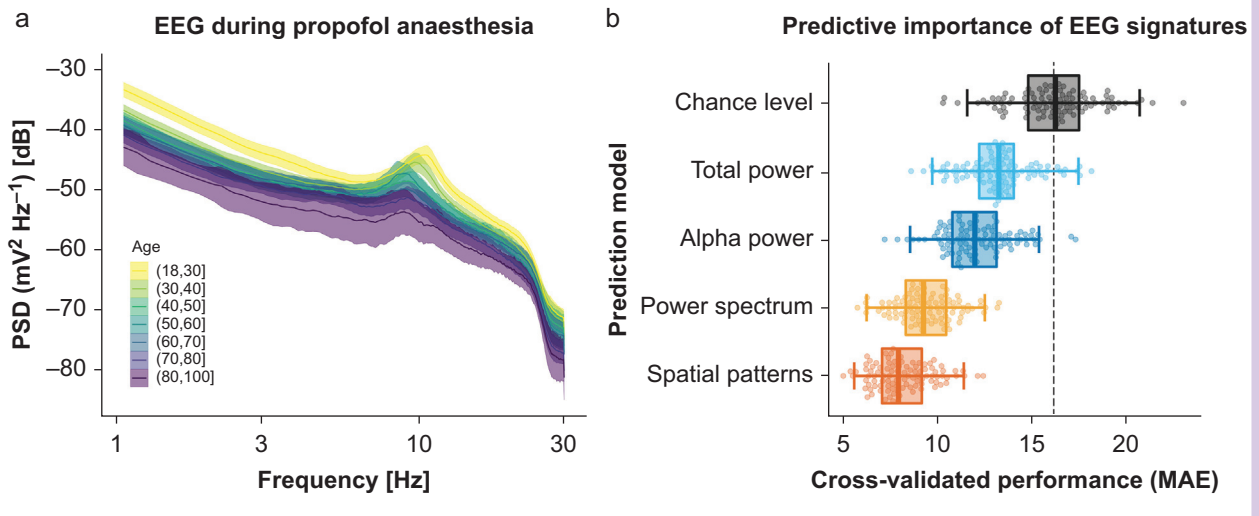 a
EEG during propofol anaesthesia
PSD (mV² Hz⁻¹) [dB]
–30
–40
–50
–60
–70
–80
Age
(18,30]
(30,40]
(40,50]
(50,60]
(60,70]
(70,80]
(80,100]
1 3 10 30
Frequency [Hz]
b
Predictive importance of EEG signatures
Prediction model
Chance level
Total power
Alpha power
Power spectrum
Spatial patterns
5 10 15 20
Cross-validated performance (MAE)